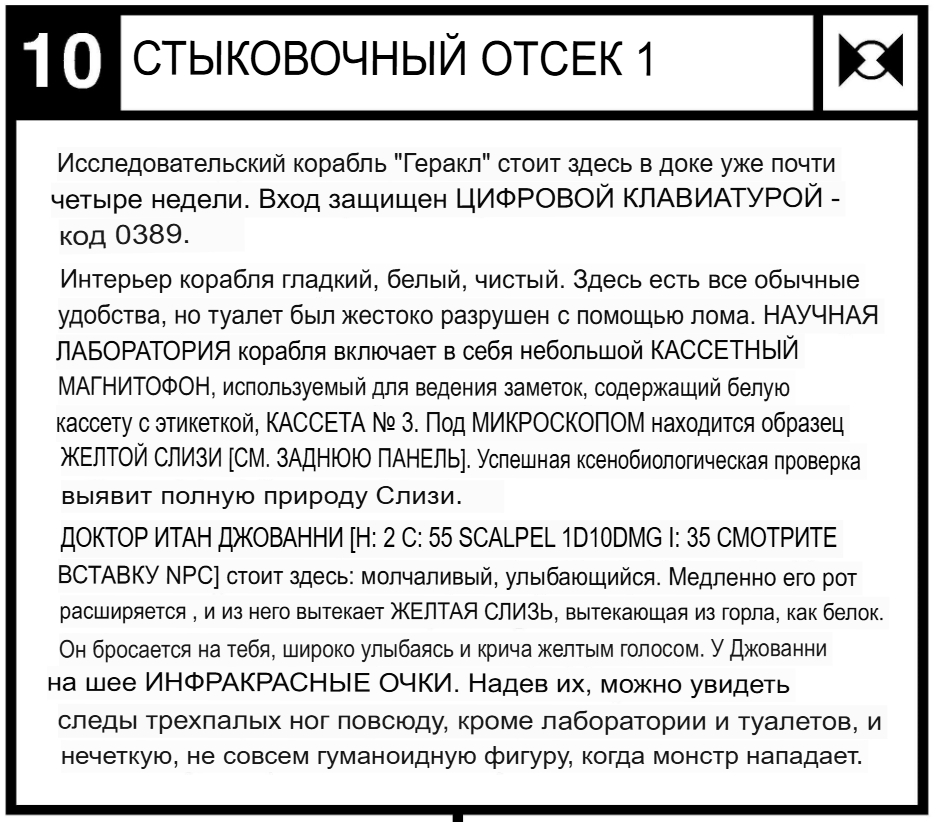 10
СТЫКОВОЧНЫЙ ОТСЕК 1
Исследовательский корабль "Геракл" стоит здесь в доке уже почти
четыре недели. Вход защищен ЦИФРОВОЙ КЛАВИАТУРОЙ -
код 0389.
Интерьер корабля гладкий, белый, чистый. Здесь есть все обычные
удобства, но туалет был жестоко разрушен с помощью лома. НАУЧНАЯ
ЛАБОРАТОРИЯ корабля включает в себя небольшой КАССЕТНЫЙ
МАГНИТОФОН, используемый для ведения заметок, содержащий белую
кассету с этикеткой, КАССЕТА № 3. Под МИКРОСКОПОМ находится образец
ЖЕЛТОЙ СЛИЗИ [СМ. ЗАДНЮЮ ПАНЕЛЬ]. Успешная ксенобиологическая проверка
выявит полную природу Слизи.
ДОКТОР ИТАН ДЖОВАННИ [H: 2 C: 55 SCALPEL 1D10DMG I: 35 СМОТРИТЕ
ВСТАВКУ NPC] стоит здесь: молчаливый, улыбающийся. Медленно его рот
расширяется , и из него вытекает ЖЕЛТАЯ СЛИЗЬ, вытекающая из горла, как белок.
Он бросается на тебя, широко улыбаясь и крича желтым голосом. У Джованни
на шее ИНФРАКРАСНЫЕ ОЧКИ. Надев их, можно увидеть
следы трехпалых ног повсюду, кроме лаборатории и туалетов, и
нечеткую, не совсем гуманоидную фигуру, когда монстр нападает.